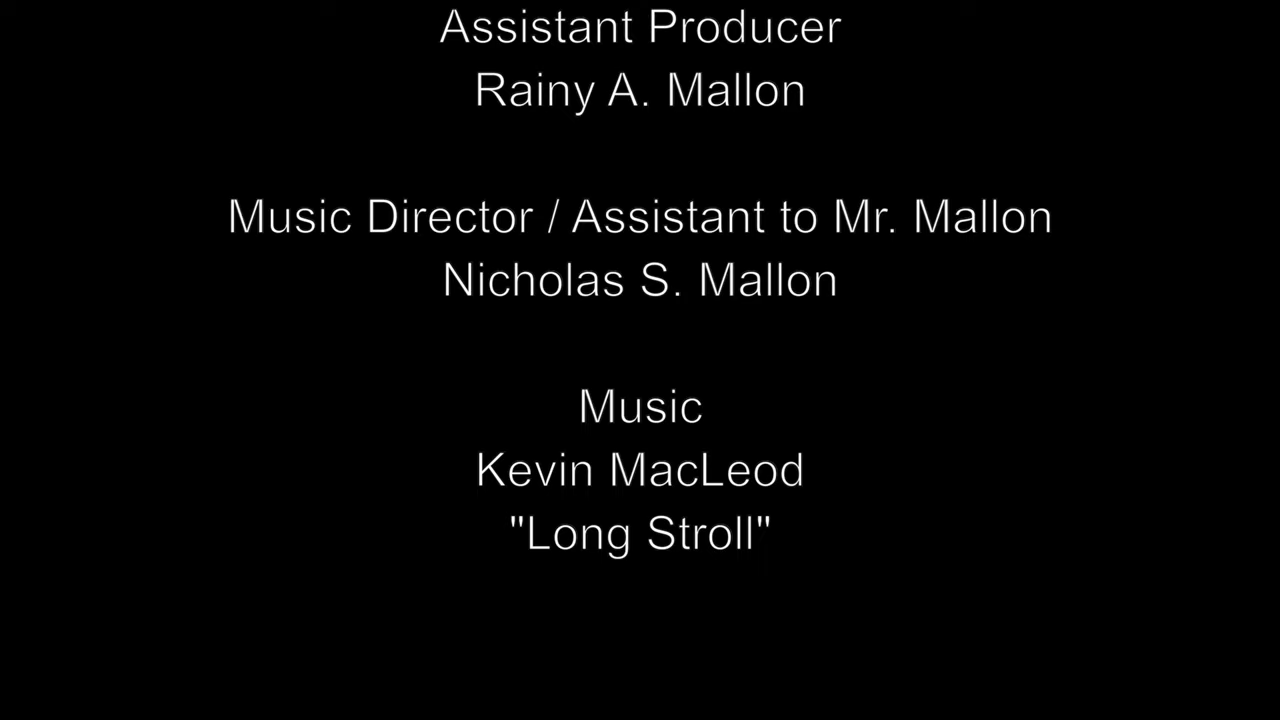 Assistant Producer
Rainy A. Mallon
Music Director / Assistant to Mr. Mallon
Nicholas S. Mallon
Music
Kevin MacLeod
"Long Stroll"